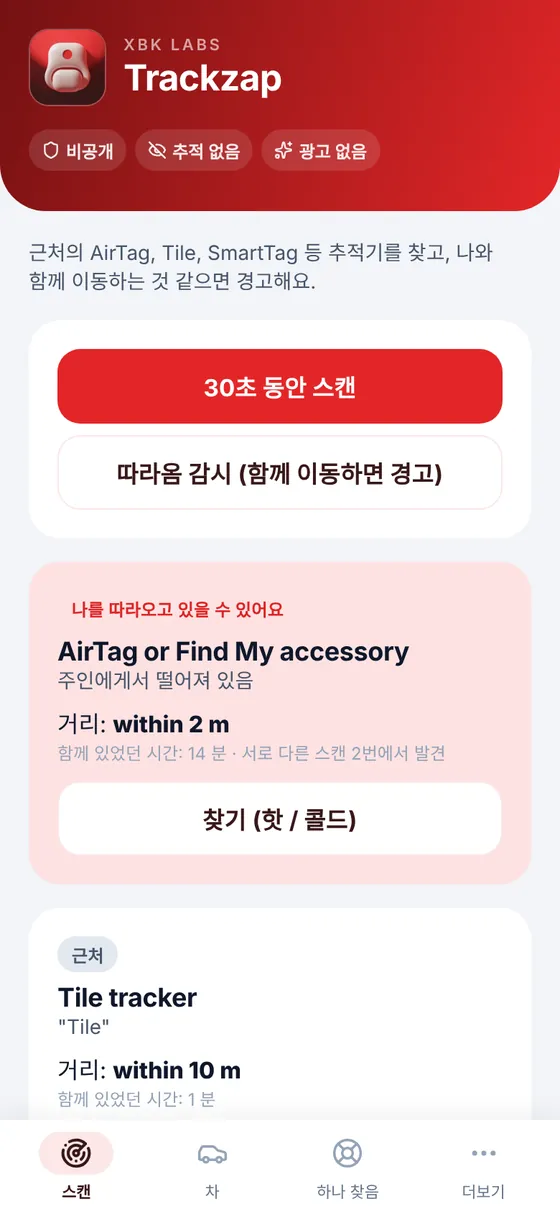 XBK LABS
Trackzap
비공개
추적 없음
광고 없음
근처의 AirTag, Tile, SmartTag 등 추적기를 찾고, 나와
함께 이동하는 것 같으면 경고해요.
30초 동안 스캔
따라옴 감시 (함께 이동하면 경고)
나를 따라오고 있을 수 있어요
AirTag or Find My accessory
주인에게서 떨어져 있음
거리: within 2 m
함께 있었던 시간: 14 분 · 서로 다른 스캔 2번에서 발견
찾기 (핫 / 콜드)
근처
Tile tracker
"Tile"
거리: within 10 m
함께 있었던 시간: 1 분
스캔
차
하나 찾음
더보기